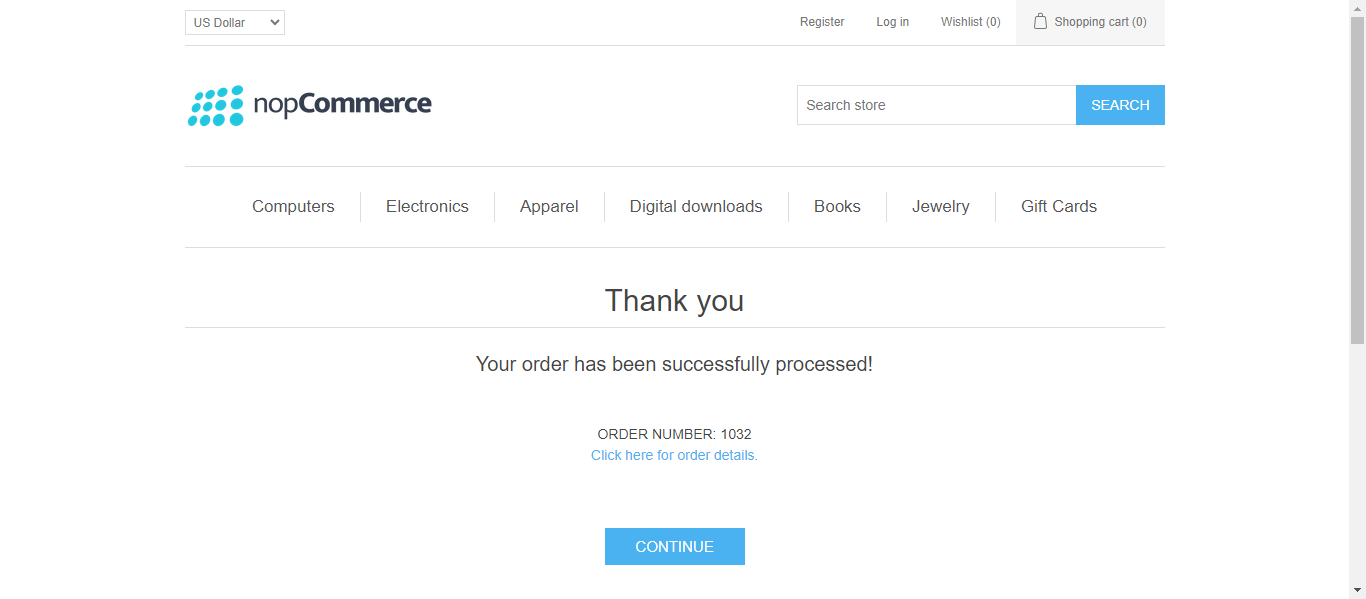 US Dollar
Register
Log in
Wishlist (0)
Shopping cart (0)
nopCommerce
Search store
SEARCH
Computers
Electronics
Apparel
Digital downloads
Books
Jewelry
Gift Cards
Thank you
Your order has been successfully processed!
ORDER NUMBER: 1032
Click here for order details.
CONTINUE